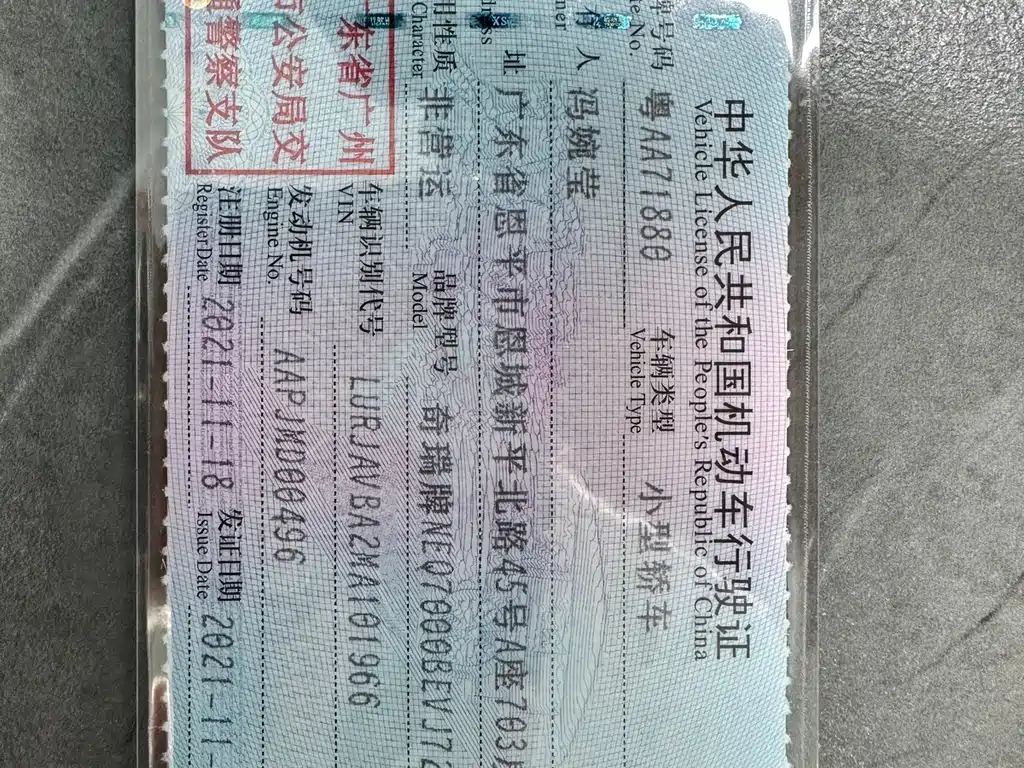 中华人民共和国机动车行驶证
Vehicle License of the People's Republic of China
牌号码 粤AA71880 车辆类型 小型轿车
No. Vehicle Type
有人 冯婉莹
址 广东省恩平市恩城新平北路45号A座703
用性质 非营运 品牌型号 奇瑞牌NEQ7000BEVJ72
Character Model
车辆识别代号 LURJAVBA2MA101966
VIN
发动机号码 AAPJMD00496
Engine No.
注册日期 2021-11-18 发证日期 2021-11-
Register Date Issue Date
东省广州
公安局交
警察支队